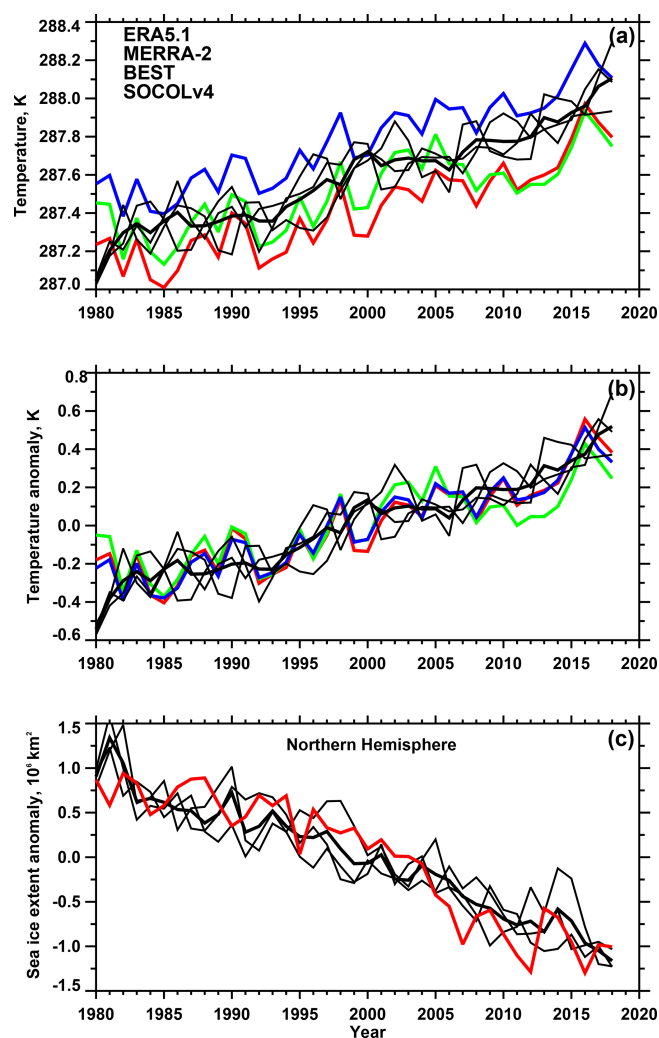 288.4
288.2
288.0
287.8
287.6
287.4
287.2
287.0
Temperature, K
ERA5.1
MERRA-2
BEST
SOCOLv4
(a)
1980 1985 1990 1995 2000 2005 2010 2015 2020
0.8
0.6
0.4
0.2
0.0
-0.2
-0.4
-0.6
Temperature anomaly, K
(b)
1980 1985 1990 1995 2000 2005 2010 2015 2020
1.5
1.0
0.5
0.0
-0.5
-1.0
-1.5
Sea ice extent anomaly, 10⁶ km²
Northern Hemisphere
(c)
1980 1985 1990 1995 2000 2005 2010 2015 2020
Year